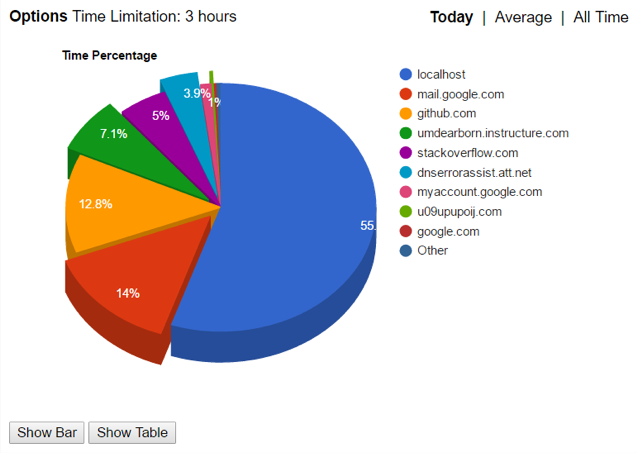 Options Time Limitation: 3 hours
Today | Average | All Time
Time Percentage
55.
14%
12.8%
7.1%
5%
3.9%
1%
localhost
mail.google.com
github.com
umdearborn.instructure.com
stackoverflow.com
dnserrorassist.att.net
myaccount.google.com
u09upupoij.com
google.com
Other
Show Bar
Show Table